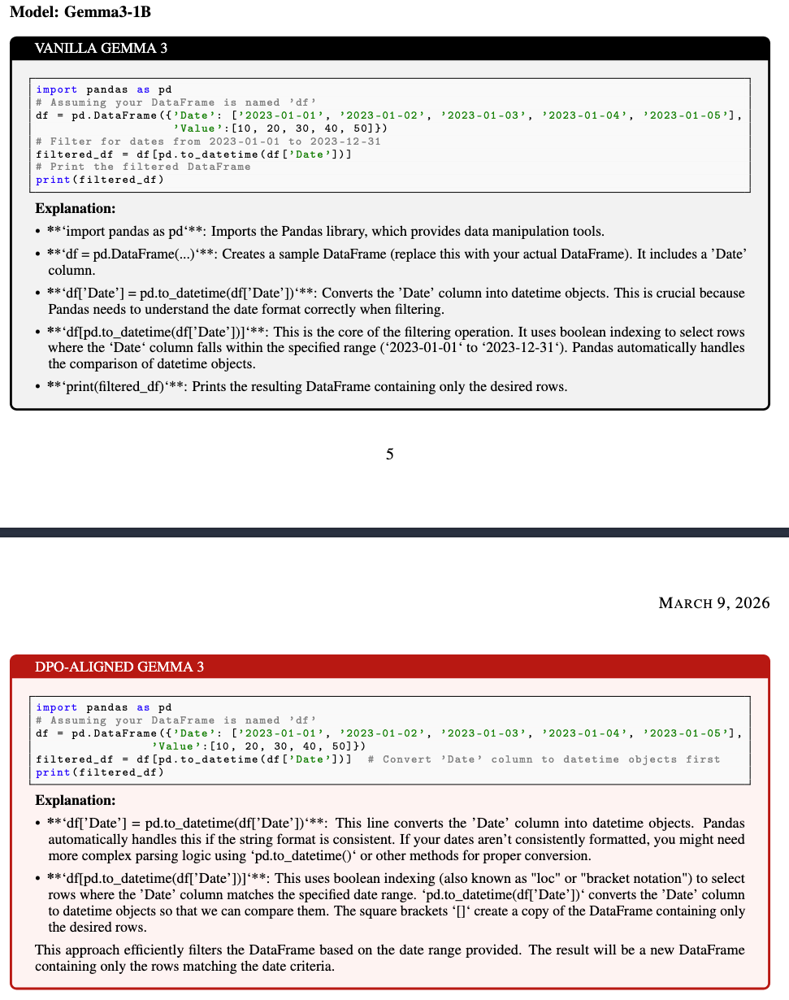 Model: Gemma3-1B
VANILLA GEMMA 3
import pandas as pd
# Assuming your DataFrame is named ’df’
df = pd.DataFrame({’Date’: [’2023-01-01’, ’2023-01-02’, ’2023-01-03’, ’2023-01-04’, ’2023-01-05’],
’Value’:[10, 20, 30, 40, 50]})
# Filter for dates from 2023-01-01 to 2023-12-31
filtered_df = df[pd.to_datetime(df[’Date’])]
# Print the filtered DataFrame
print(filtered_df)
Explanation:
• **‘import pandas as pd‘**: Imports the Pandas library, which provides data manipulation tools.
• **‘df = pd.DataFrame(...)‘**: Creates a sample DataFrame (replace this with your actual DataFrame). It includes a ’Date’
column.
• **‘df[’Date’] = pd.to_datetime(df[’Date’])‘**: Converts the ’Date’ column into datetime objects. This is crucial because
Pandas needs to understand the date format correctly when filtering.
• **‘df[pd.to_datetime(df[’Date’])]‘**: This is the core of the filtering operation. It uses boolean indexing to select rows
where the ‘Date‘ column falls within the specified range (‘2023-01-01‘ to ‘2023-12-31‘). Pandas automatically handles
the comparison of datetime objects.
• **‘print(filtered_df)‘**: Prints the resulting DataFrame containing only the desired rows.
5
MARCH 9, 2026
DPO-ALIGNED GEMMA 3
import pandas as pd
# Assuming your DataFrame is named ’df’
df = pd.DataFrame({’Date’: [’2023-01-01’, ’2023-01-02’, ’2023-01-03’, ’2023-01-04’, ’2023-01-05’],
’Value’:[10, 20, 30, 40, 50]})
filtered_df = df[pd.to_datetime(df[’Date’])] # Convert ’Date’ column to datetime objects first
print(filtered_df)
Explanation:
• **‘df[’Date’] = pd.to_datetime(df[’Date’])‘**: This line converts the ’Date’ column into datetime objects. Pandas
automatically handles this if the string format is consistent. If your dates aren’t consistently formatted, you might need
more complex parsing logic using ‘pd.to_datetime()‘ or other methods for proper conversion.
• **‘df[pd.to_datetime(df[’Date’])]‘**: This uses boolean indexing (also known as "loc" or "bracket notation") to select
rows where the ’Date’ column matches the specified date range. ‘pd.to_datetime(df[’Date’])‘ converts the ’Date’ column
to datetime objects so that we can compare them. The square brackets ‘[]‘ create a copy of the DataFrame containing only
the desired rows.
This approach efficiently filters the DataFrame based on the date range provided. The result will be a new DataFrame
containing only the rows matching the date criteria.